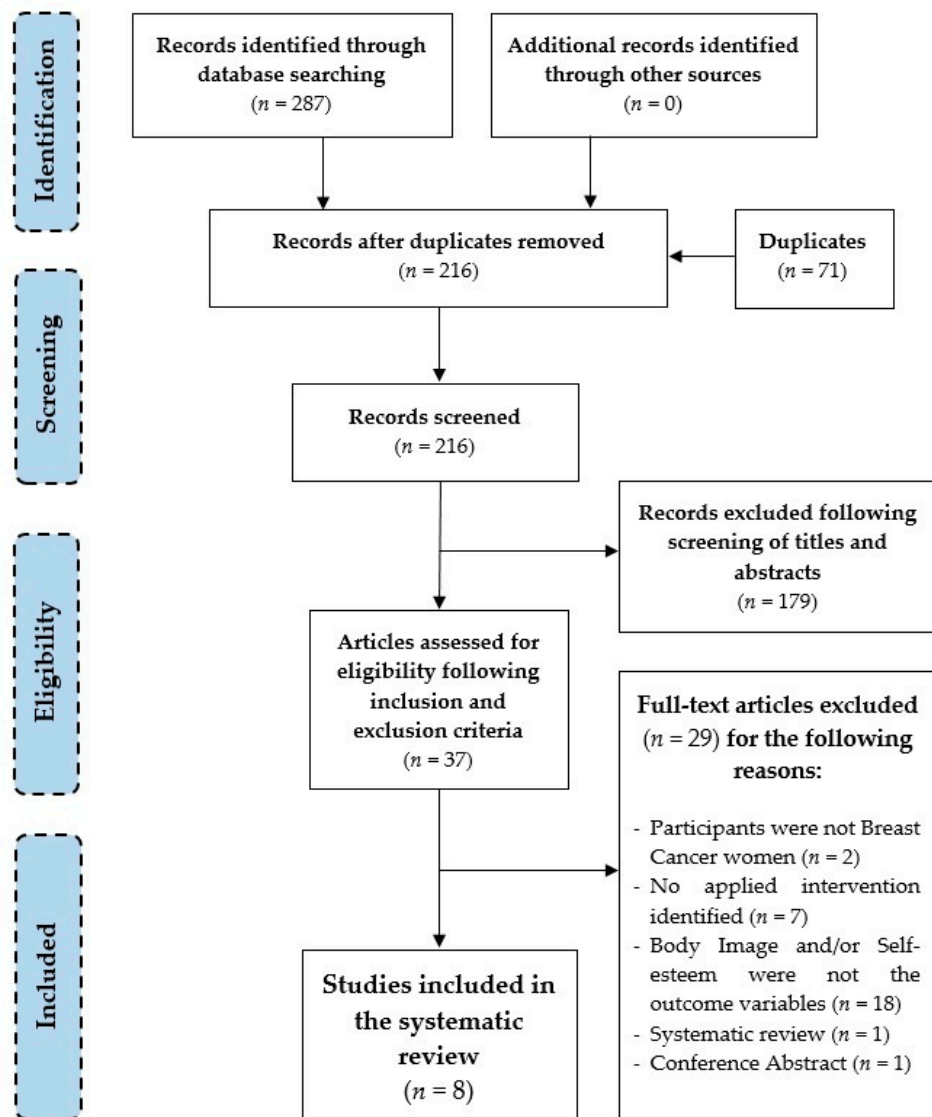 Identification
Records identified through
database searching
(n = 287)
Additional records identified
through other sources
(n = 0)
Records after duplicates removed
(n = 216)
Duplicates
(n = 71)
Screening
Records screened
(n = 216)
Records excluded following
screening of titles and
abstracts
(n = 179)
Eligibility
Articles assessed for
eligibility following
inclusion and
exclusion criteria
(n = 37)
Full-text articles excluded
(n = 29) for the following
reasons:
- Participants were not Breast
Cancer women (n = 2)
- No applied intervention
identified (n = 7)
- Body Image and/or Self-
esteem were not the
outcome variables (n = 18)
- Systematic review (n = 1)
- Conference Abstract (n = 1)
Included
Studies included in
the systematic
review
(n = 8)